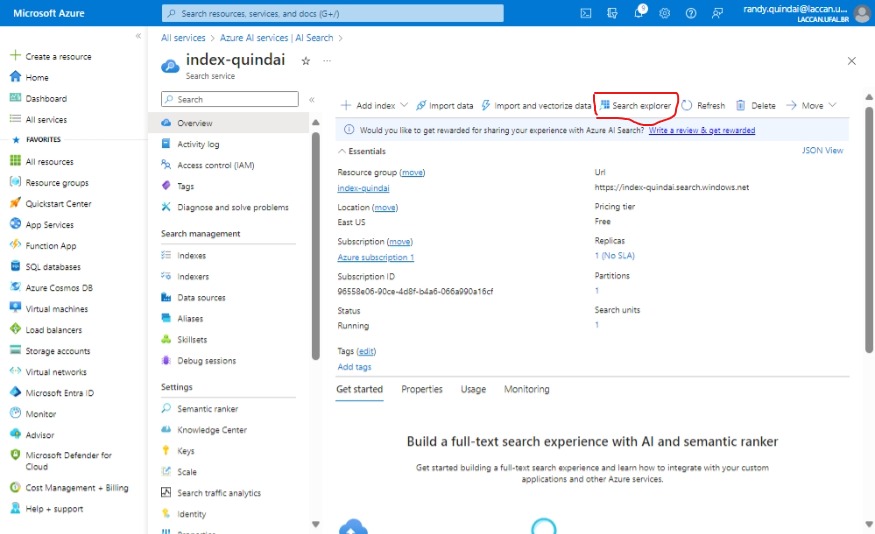 Microsoft Azure
Search resources, services, and docs (G+/)
randy.quindai@laccan.u...
LACCAN.UFAL.BR
Create a resource
Home
Dashboard
All services
FAVORITES
All resources
Resource groups
Quickstart Center
App Services
Function App
SQL databases
Azure Cosmos DB
Virtual machines
Load balancers
Storage accounts
Virtual networks
Microsoft Entra ID
Monitor
Advisor
Microsoft Defender for
Cloud
Cost Management + Billing
Help + support
All services > Azure AI services | AI Search >
index-quindai
Search service
Search
Overview
Activity log
Access control (IAM)
Tags
Diagnose and solve problems
Search management
Indexes
Indexers
Data sources
Aliases
Skillsets
Debug sessions
Settings
Semantic ranker
Knowledge Center
Keys
Scale
Search traffic analytics
Identity
Properties
Add index Import data Import and vectorize data Search explorer Refresh Delete Move
Would you like to get rewarded for sharing your experience with Azure AI Search? Write a review & get rewarded
Essentials
JSON View
Resource group (move)
index-quindai
Location (move)
East US
Subscription (move)
Azure subscription 1
Subscription ID
96558e06-90ce-4d8f-b4a6-066a990a16cf
Status
Running
Url
https://index-quindai.search.windows.net
Pricing tier
Free
Replicas
1 (No SLA)
Partitions
1
Search units
1
Tags (edit)
Add tags
Get started Properties Usage Monitoring
Build a full-text search experience with AI and semantic ranker
Get started building a full-text search experience and learn how to integrate with your custom
applications and other Azure services.